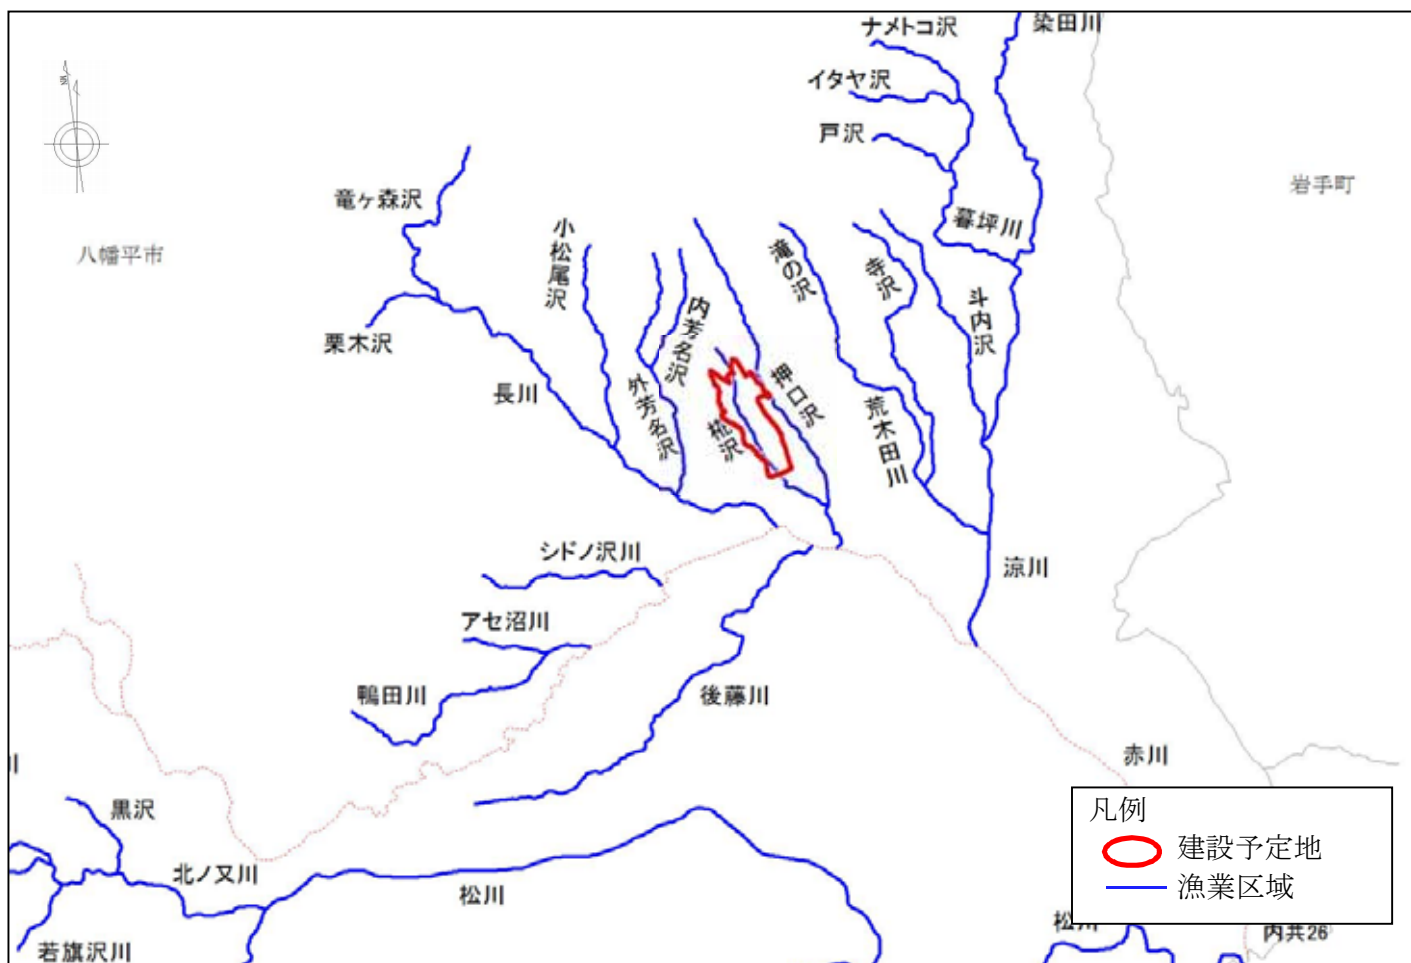 ナメトコ沢
染田川
イタヤ沢
戸沢
岩手町
竜ヶ森沢
暮坪川
八幡平市
小松尾沢
滝の沢
寺沢
斗内沢
内芳名沢
栗木沢
長川
外芳名沢
椛沢
押口沢
荒木田川
シドノ沢川
涼川
アセ沼川
鴨田川
後藤川
赤川
川
黒沢
凡例
建設予定地
漁業区域
北ノ又川
松川
松川
内共26
若旗沢川